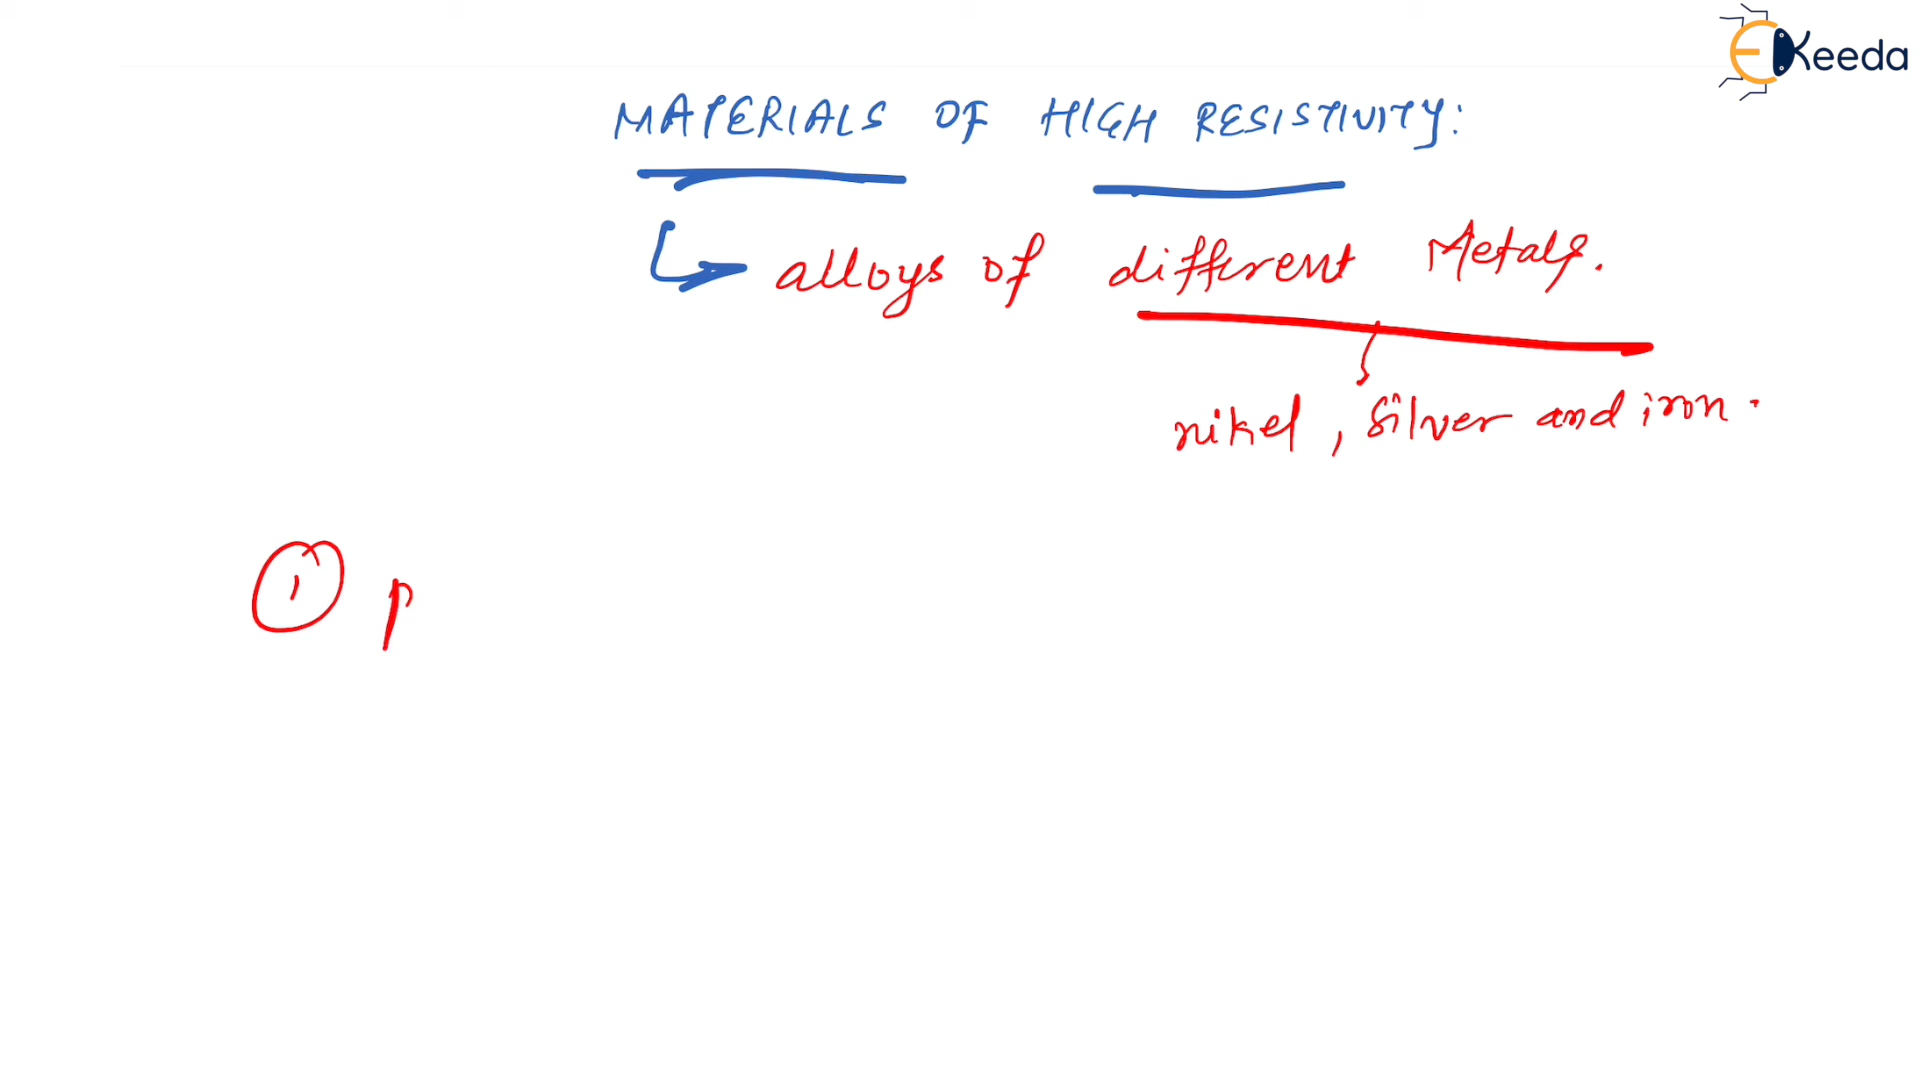 EKeeda
MATERIALS OF HIGH RESISTIVITY:
alloys of different Metals.
nikel, Silver and iron.
① P